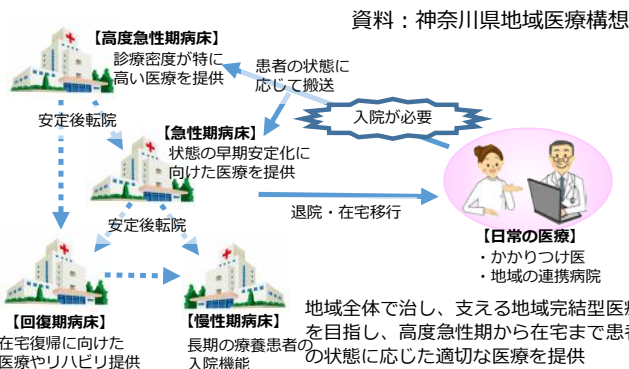 資料：神奈川県地域医療構想
【高度急性期病床】
診療密度が特に
高い医療を提供
患者の状態に
応じて搬送
入院が必要
安定後転院
【急性期病床】
状態の早期安定化に
向けた医療を提供
退院・在宅移行
【日常の医療】
・かかりつけ医
・地域の連携病院
安定後転院
【回復期病床】
在宅復帰に向けた
医療やリハビリ提供
【慢性期病床】
長期の療養患者の
入院機能
地域全体で治し、支える地域完結型医療
を目指し、高度急性期から在宅まで患者
の状態に応じた適切な医療を提供